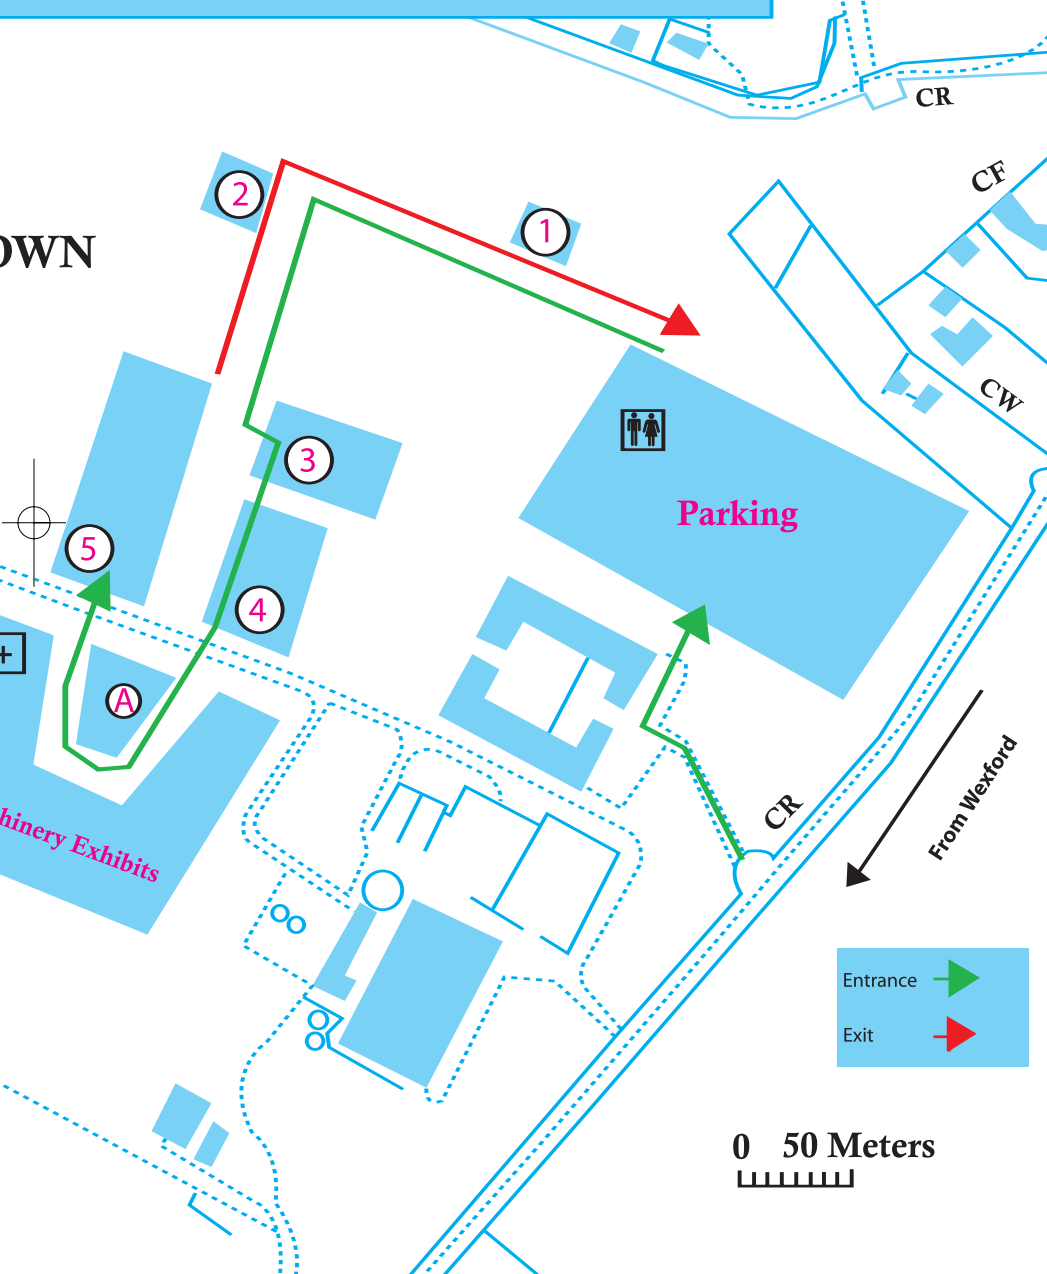 CR
CF
2
1
OWN
CW
3
Parking
5
4
+
A
CR
From Wexford
hinery Exhibits
Entrance
Exit
0 50 Meters